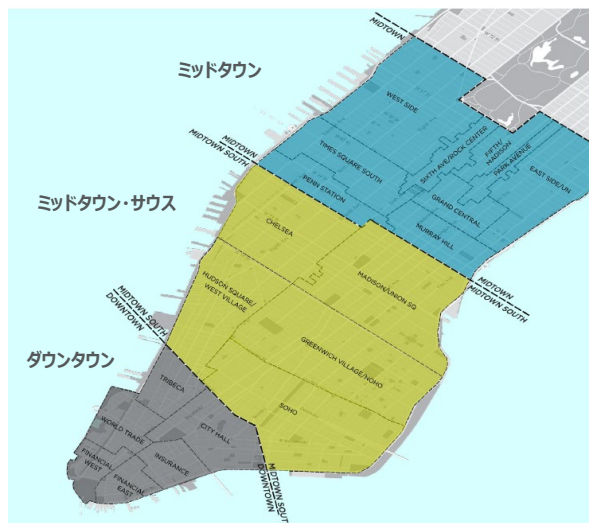 MIDTOWN
ミッドタウン
WEST SIDE
MIDTOWN
MIDTOWN SOUTH
TIMES SQUARE SOUTH
SIXTH AVE/ROCK CENTER
FIFTH/
MADISON
PARK AVENUE
EAST SIDE/UN
PENN STATION
GRAND CENTRAL
MURRAY HILL
ミッドタウン・サウス
CHELSEA
MADISON/UNION SQ
MIDTOWN
MIDTOWN SOUTH
HUDSON SQUARE/
WEST VILLAGE
MIDTOWN SOUTH
DOWNTOWN
GREENWICH VILLAGE/NOHO
ダウンタウン
TRIBECA
SOHO
WORLD TRADE
CITY HALL
FINANCIAL
WEST
INSURANCE
FINANCIAL
EAST
MIDTOWN SOUT
DOWNTOWN